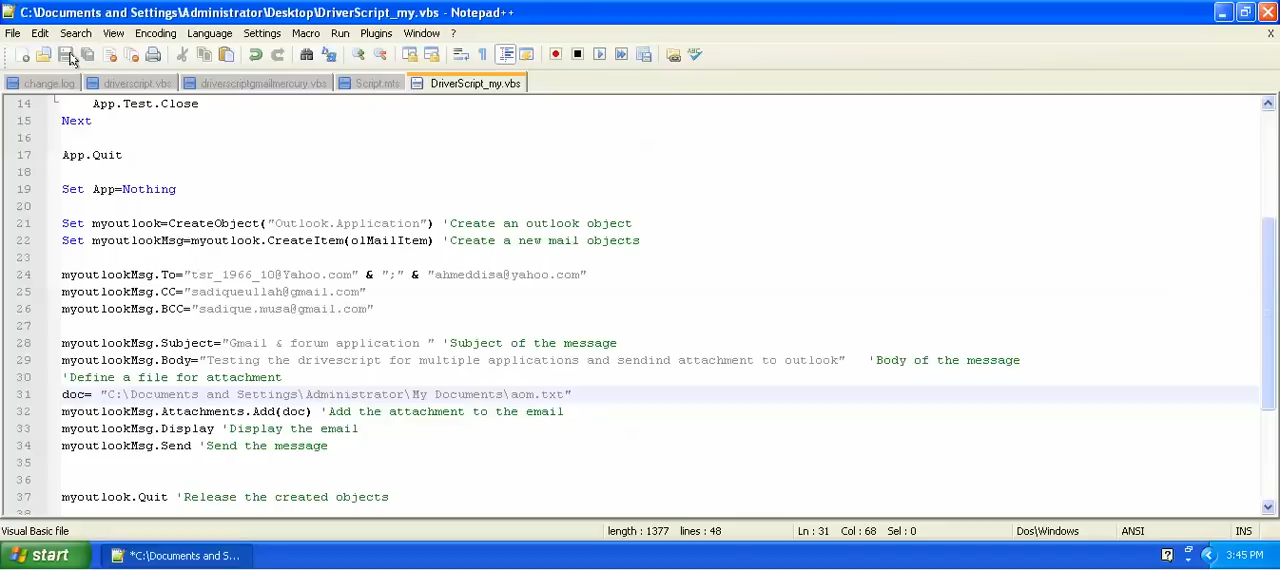 C:\Documents and Settings\Administrator\Desktop\DriverScript_my.vbs - Notepad++
File Edit Search View Encoding Language Settings Macro Run Plugins Window ? X
change.log driverscript.vbs driverscriptgmailmercury.vbs Script.mts DriverScript_my.vbs
14 App.Test.Close
15 Next
16
17 App.Quit
18
19 Set App=Nothing
20
21 Set myoutlook=CreateObject("Outlook.Application") 'Create an outlook object
22 Set myoutlookMsg=myoutlook.CreateItem(olMailItem) 'Create a new mail objects
23
24 myoutlookMsg.To="tsr_1966_10@Yahoo.com" & ";" & "ahmeddisa@yahoo.com"
25 myoutlookMsg.CC="sadiqueullah@gmail.com"
26 myoutlookMsg.BCC="sadique.musa@gmail.com"
27
28 myoutlookMsg.Subject="Gmail & forum application " 'Subject of the message
29 myoutlookMsg.Body="Testing the drivescript for multiple applications and sendind attachment to outlook" 'Body of the message
30 'Define a file for attachment
31 doc= "C:\Documents and Settings\Administrator\My Documents\aom.txt"
32 myoutlookMsg.Attachments.Add(doc) 'Add the attachment to the email
33 myoutlookMsg.Display 'Display the email
34 myoutlookMsg.Send 'Send the message
35
36
37 myoutlook.Quit 'Release the created objects
38
Visual Basic file length : 1377 lines : 48 Ln : 31 Col : 68 Sel : 0 Dos\Windows ANSI INS
start *C:\Documents and S... 3:45 PM